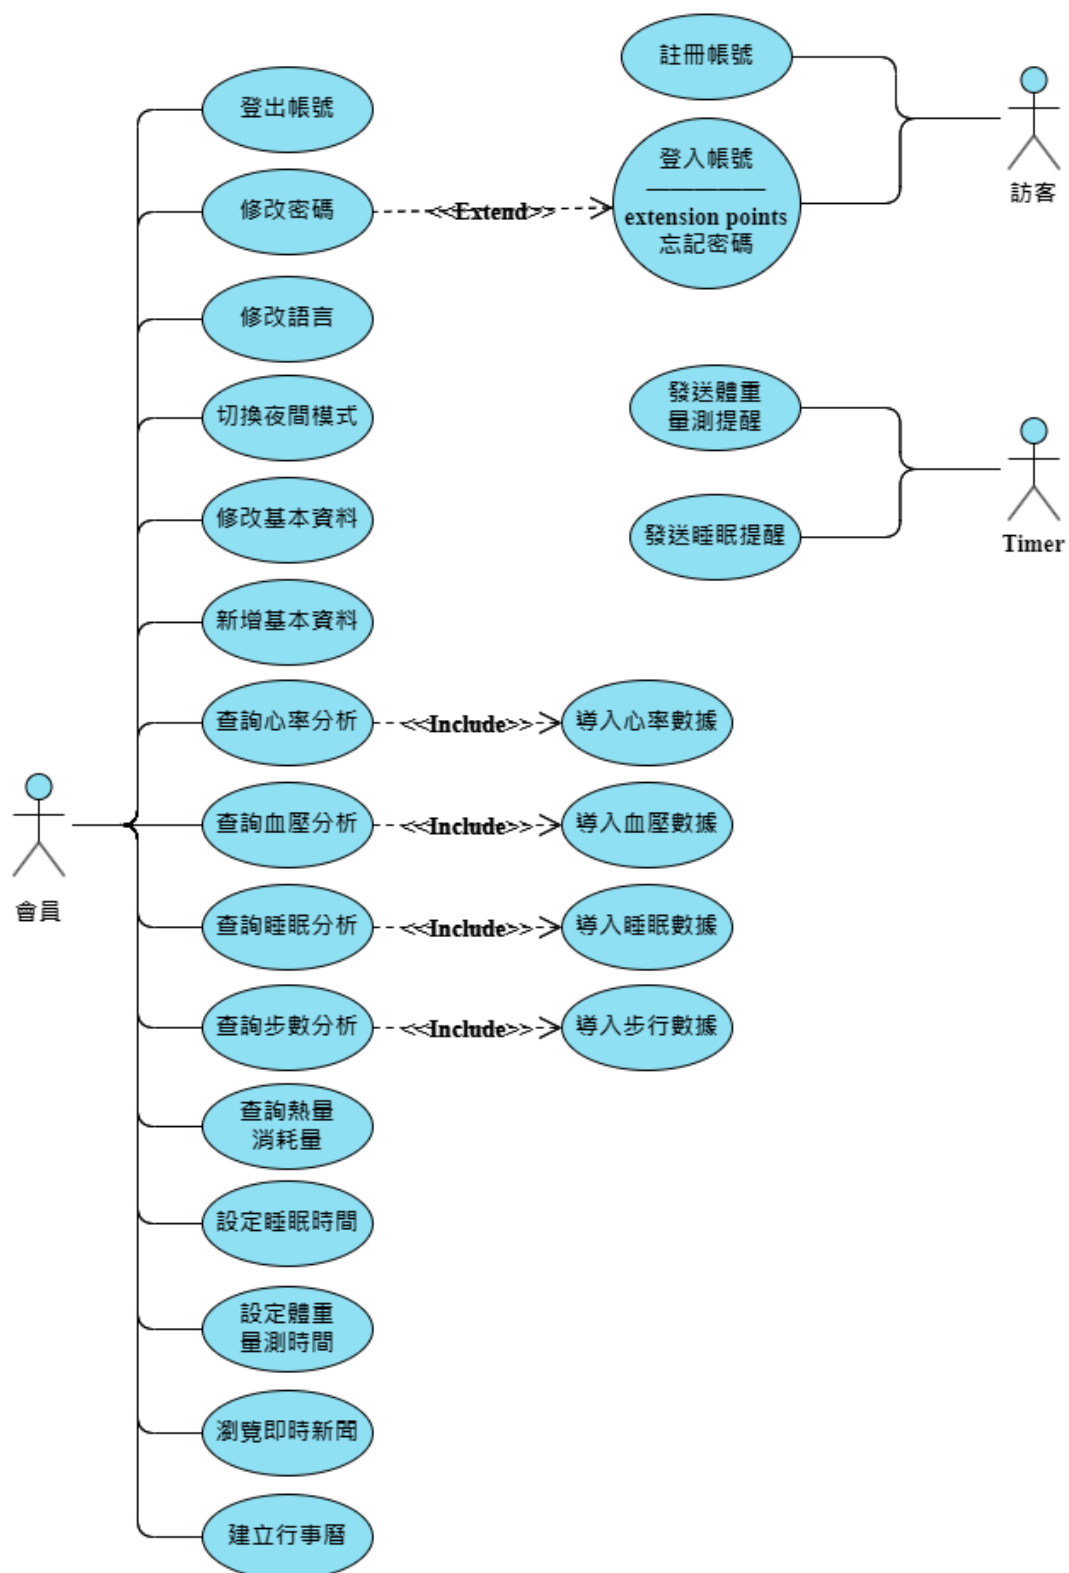 註冊帳號
登出帳號
登入帳號
訪客
修改密碼
<<Extend>>
extension points
忘記密碼
修改語言
發送體重
量測提醒
切換夜間模式
修改基本資料
發送睡眠提醒
Timer
新增基本資料
查詢心率分析
<<Include>>
導入心率數據
查詢血壓分析
<<Include>>
導入血壓數據
會員
查詢睡眠分析
<<Include>>
導入睡眠數據
查詢步數分析
<<Include>>
導入步行數據
查詢熱量
消耗量
設定睡眠時間
設定體重
量測時間
瀏覽即時新聞
建立行事曆